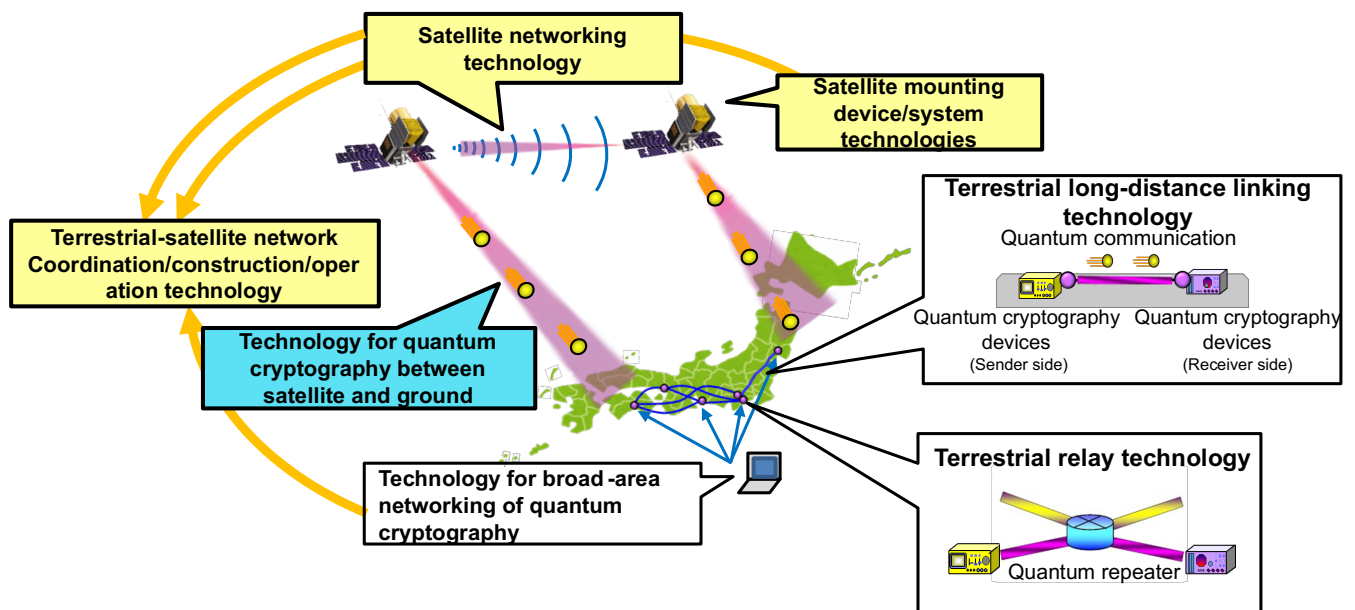 Satellite networking
technology
Satellite mounting
device/system
technologies
Terrestrial long-distance linking
technology
Quantum communication
Quantum cryptography
devices
(Sender side)
Quantum cryptography
devices
(Receiver side)
Terrestrial-satellite network
Coordination/construction/oper
ation technology
Technology for quantum
cryptography between
satellite and ground
Technology for broad -area
networking of quantum
cryptography
Terrestrial relay technology
Quantum repeater